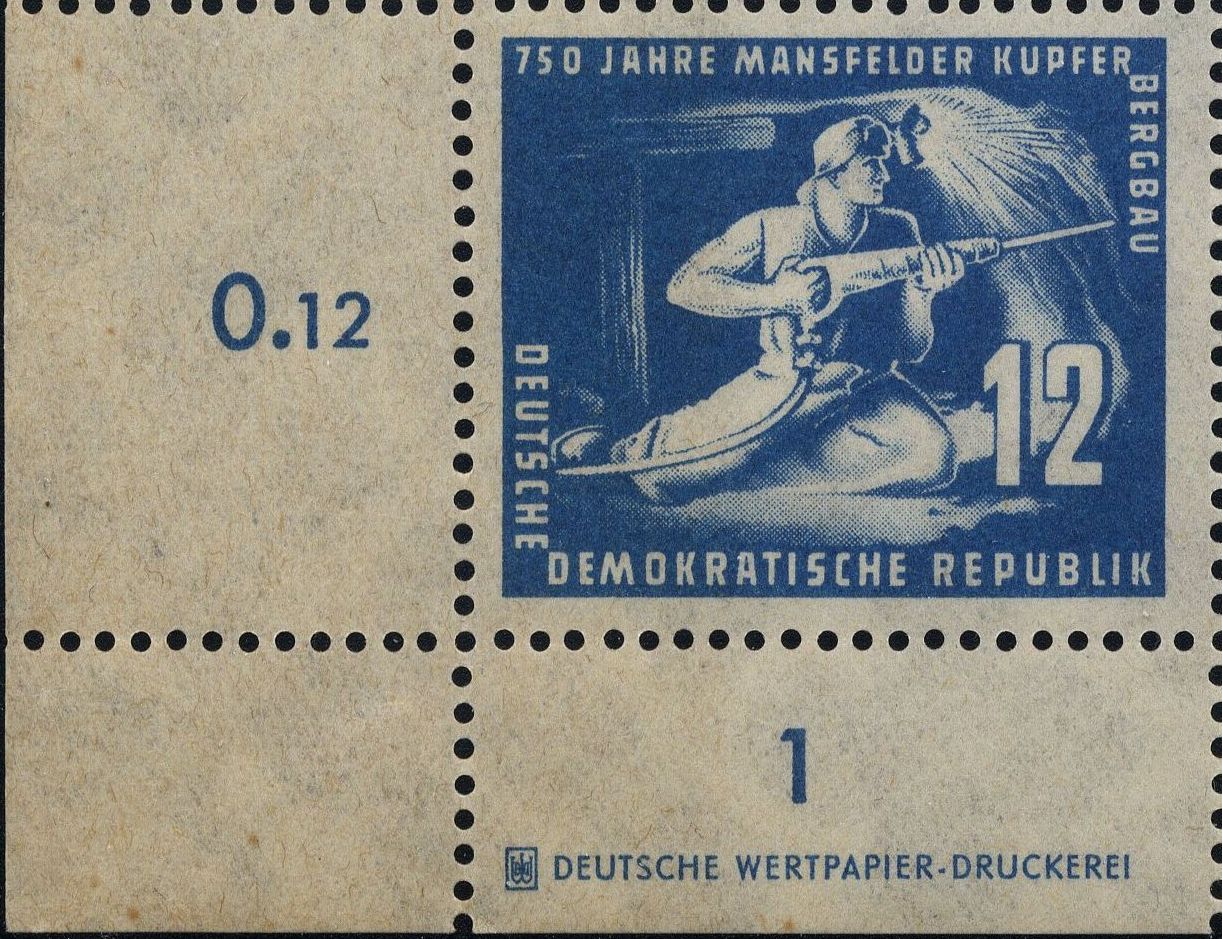 750 JAHRE MANSFELDER KUPFER
BERGBAU
0.12
12
DEUTSCHE
DEMOKRATISCHE REPUBLIK
1
DEUTSCHE WERTPAPIER-DRUCKEREI